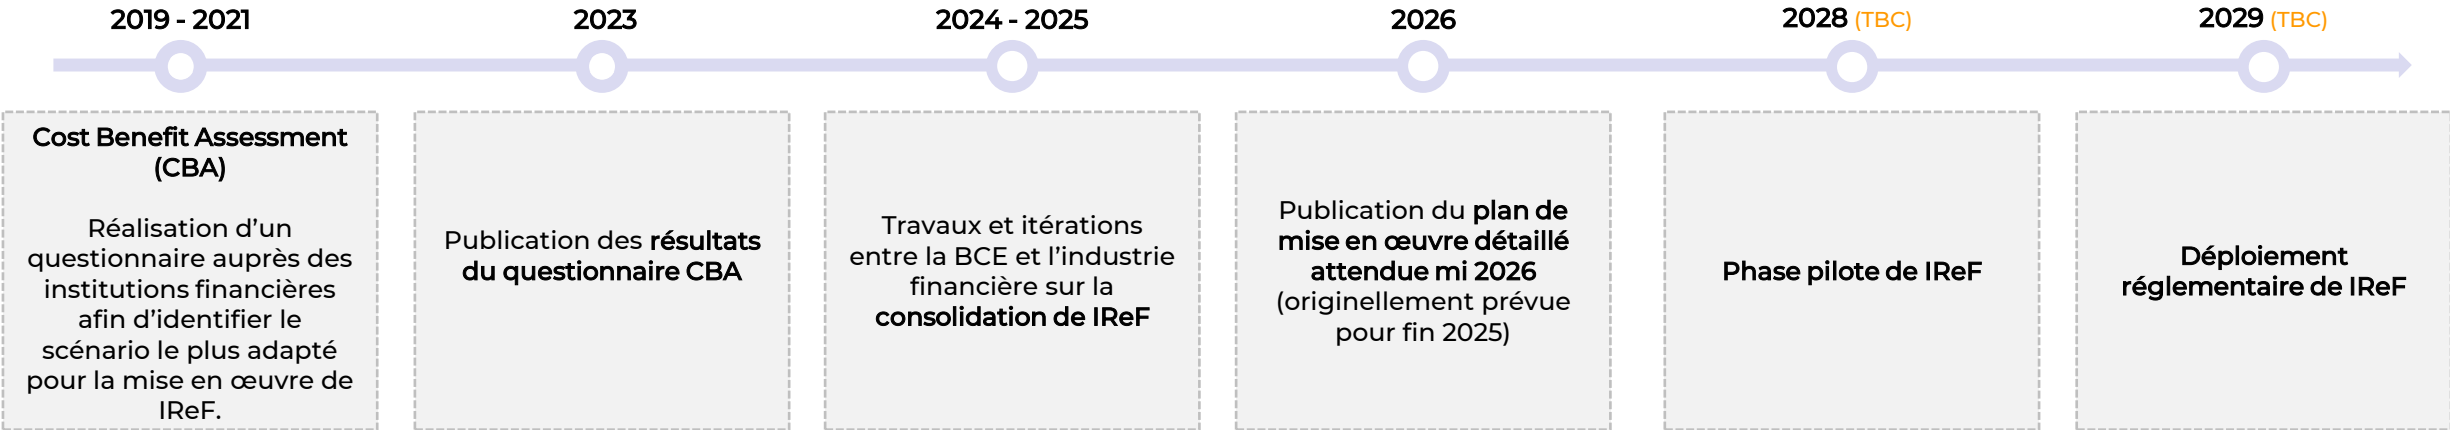 2019 - 2021
Cost Benefit Assessment
(CBA)
Réalisation d’un
questionnaire auprès des
institutions financières
afin d’identifier le
scénario le plus adapté
pour la mise en œuvre de
IReF.
2023
Publication des résultats
du questionnaire CBA
2024 - 2025
Travaux et itérations
entre la BCE et l’industrie
financière sur la
consolidation de IReF
2026
Publication du plan de
mise en œuvre détaillé
attendue mi 2026
(originellement prévue
pour fin 2025)
2028 (TBC)
Phase pilote de IReF
2029 (TBC)
Déploiement
réglementaire de IReF